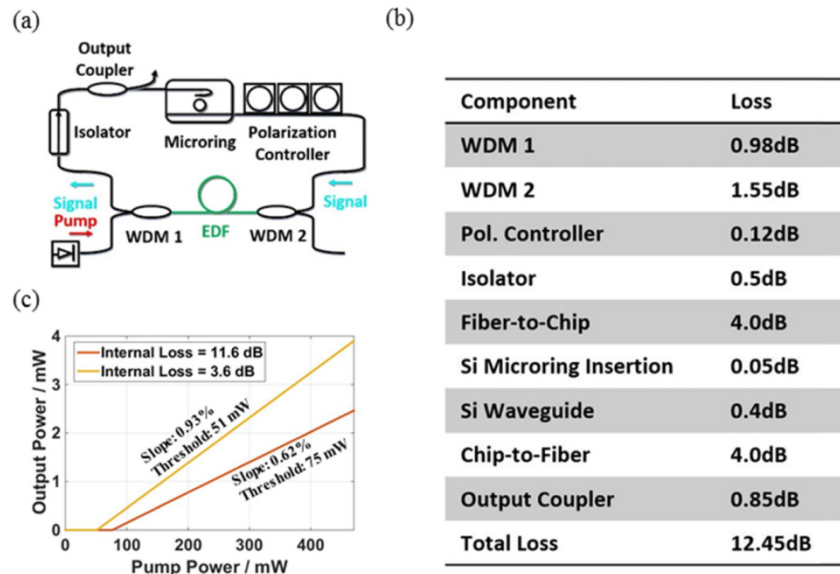 (a)
Output
Coupler
Isolator
Microring
Polarization
Controller
Signal
Pump
Signal
WDM 1
EDF
WDM 2
(b)
Component Loss
WDM 1 0.98dB
WDM 2 1.55dB
Pol. Controller 0.12dB
Isolator 0.5dB
Fiber-to-Chip 4.0dB
Si Microring Insertion 0.05dB
Si Waveguide 0.4dB
Chip-to-Fiber 4.0dB
Output Coupler 0.85dB
Total Loss 12.45dB
(c)
Output Power / mW
4
3
2
1
0
Internal Loss = 11.6 dB
Internal Loss = 3.6 dB
Slope: 0.93%
Threshold: 51 mW
Slope: 0.62%
Threshold: 75 mW
0 100 200 300 400
Pump Power / mW